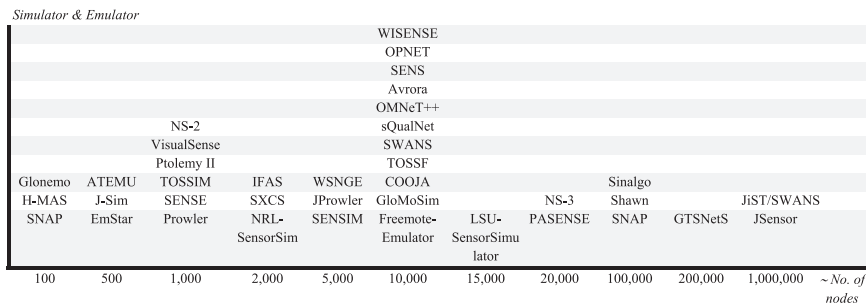 Simulator & Emulator
WISENSE
OPNET
SENS
Avrora
OMNeT++
NS-2 sQualNet
VisualSense SWANS
Ptolemy II TOSSF
Glonemo ATEMU TOSSIM IFAS WSNGE COOJA Sinalgo
H-MAS J-Sim SENSE SXCS JProwler GloMoSim NS-3 Shawn JiST/SWANS
SNAP EmStar Prowler NRL- SENSIM Freemote- LSU- PASENSE SNAP GTSNetS JSensor
SensorSim Emulator SensorSimu
lator
100 500 1,000 2,000 5,000 10,000 15,000 20,000 100,000 200,000 1,000,000 ~ No. of
nodes